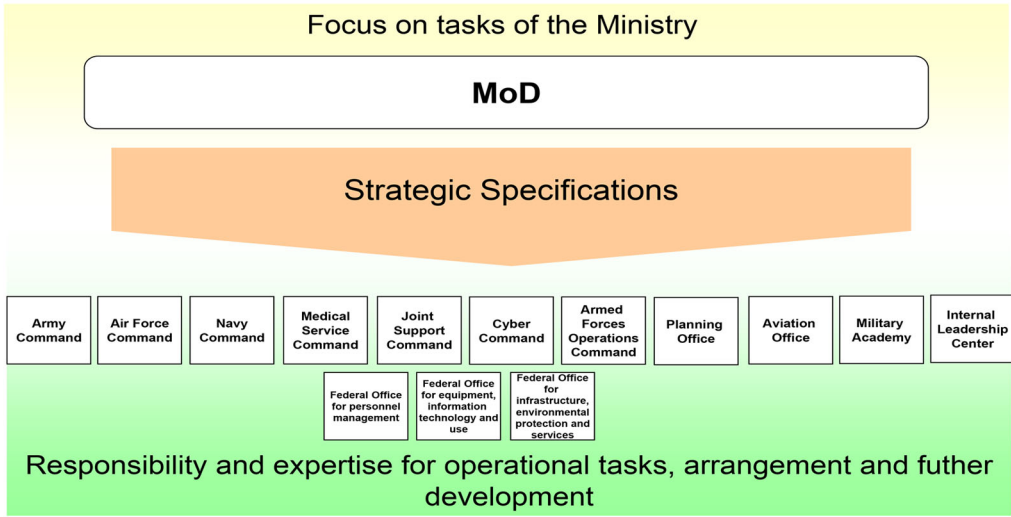 Focus on tasks of the Ministry
MoD
Strategic Specifications
Army
Command
Air Force
Command
Navy
Command
Medical
Service
Command
Joint
Support
Command
Cyber
Command
Armed
Forces
Operations
Command
Planning
Office
Aviation
Office
Military
Academy
Internal
Leadership
Center
Federal Office
for personnel
management
Federal Office
for equipment,
information
technology and
use
Federal Office
for
infrastructure,
environmental
protection and
services
Responsibility and expertise for operational tasks, arrangement and futher
development